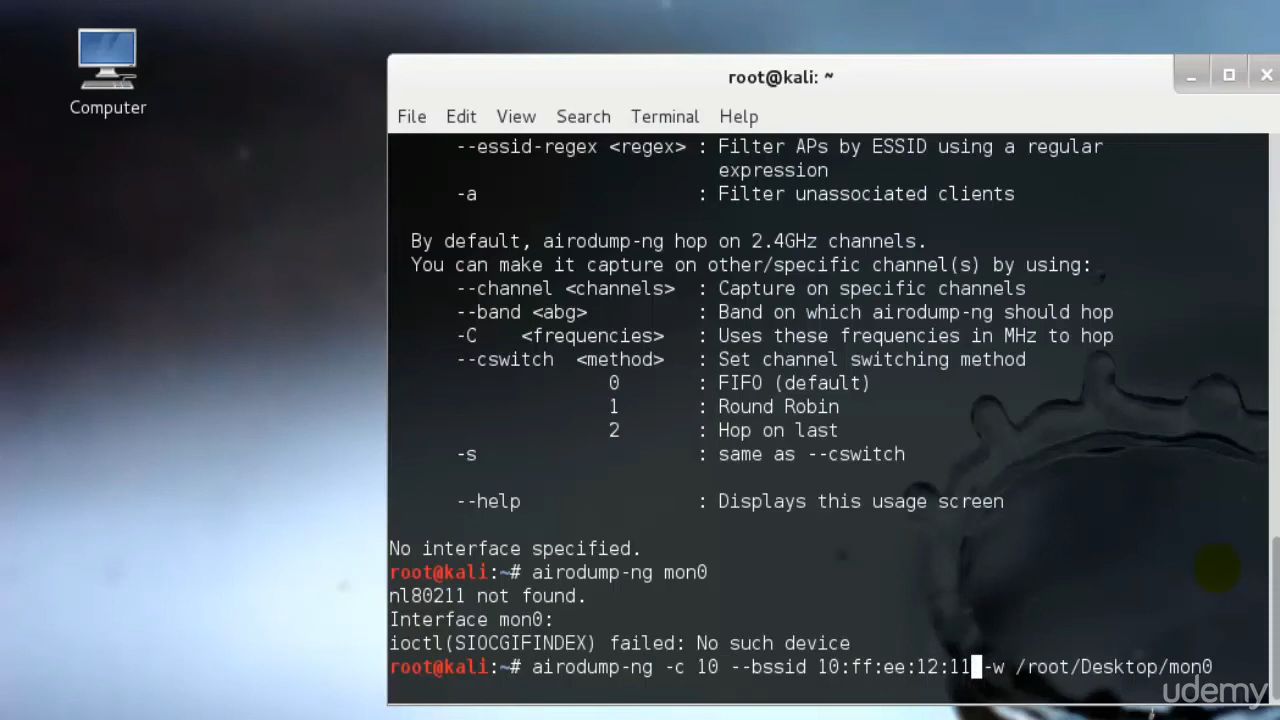 Computer
root@kali: ~
File Edit View Search Terminal Help
--essid-regex <regex> : Filter APs by ESSID using a regular
expression
-a : Filter unassociated clients
By default, airodump-ng hop on 2.4GHz channels.
You can make it capture on other/specific channel(s) by using:
--channel <channels> : Capture on specific channels
--band <abg> : Band on which airodump-ng should hop
-C <frequencies> : Uses these frequencies in MHz to hop
--cswitch <method> : Set channel switching method
0 : FIFO (default)
1 : Round Robin
2 : Hop on last
-s : same as --cswitch
--help : Displays this usage screen
No interface specified.
root@kali:~# airodump-ng mon0
nl80211 not found.
Interface mon0:
ioctl(SIOCGIFINDEX) failed: No such device
root@kali:~# airodump-ng -c 10 --bssid 10:ff:ee:12:11 -w /root/Desktop/mon0
udemy